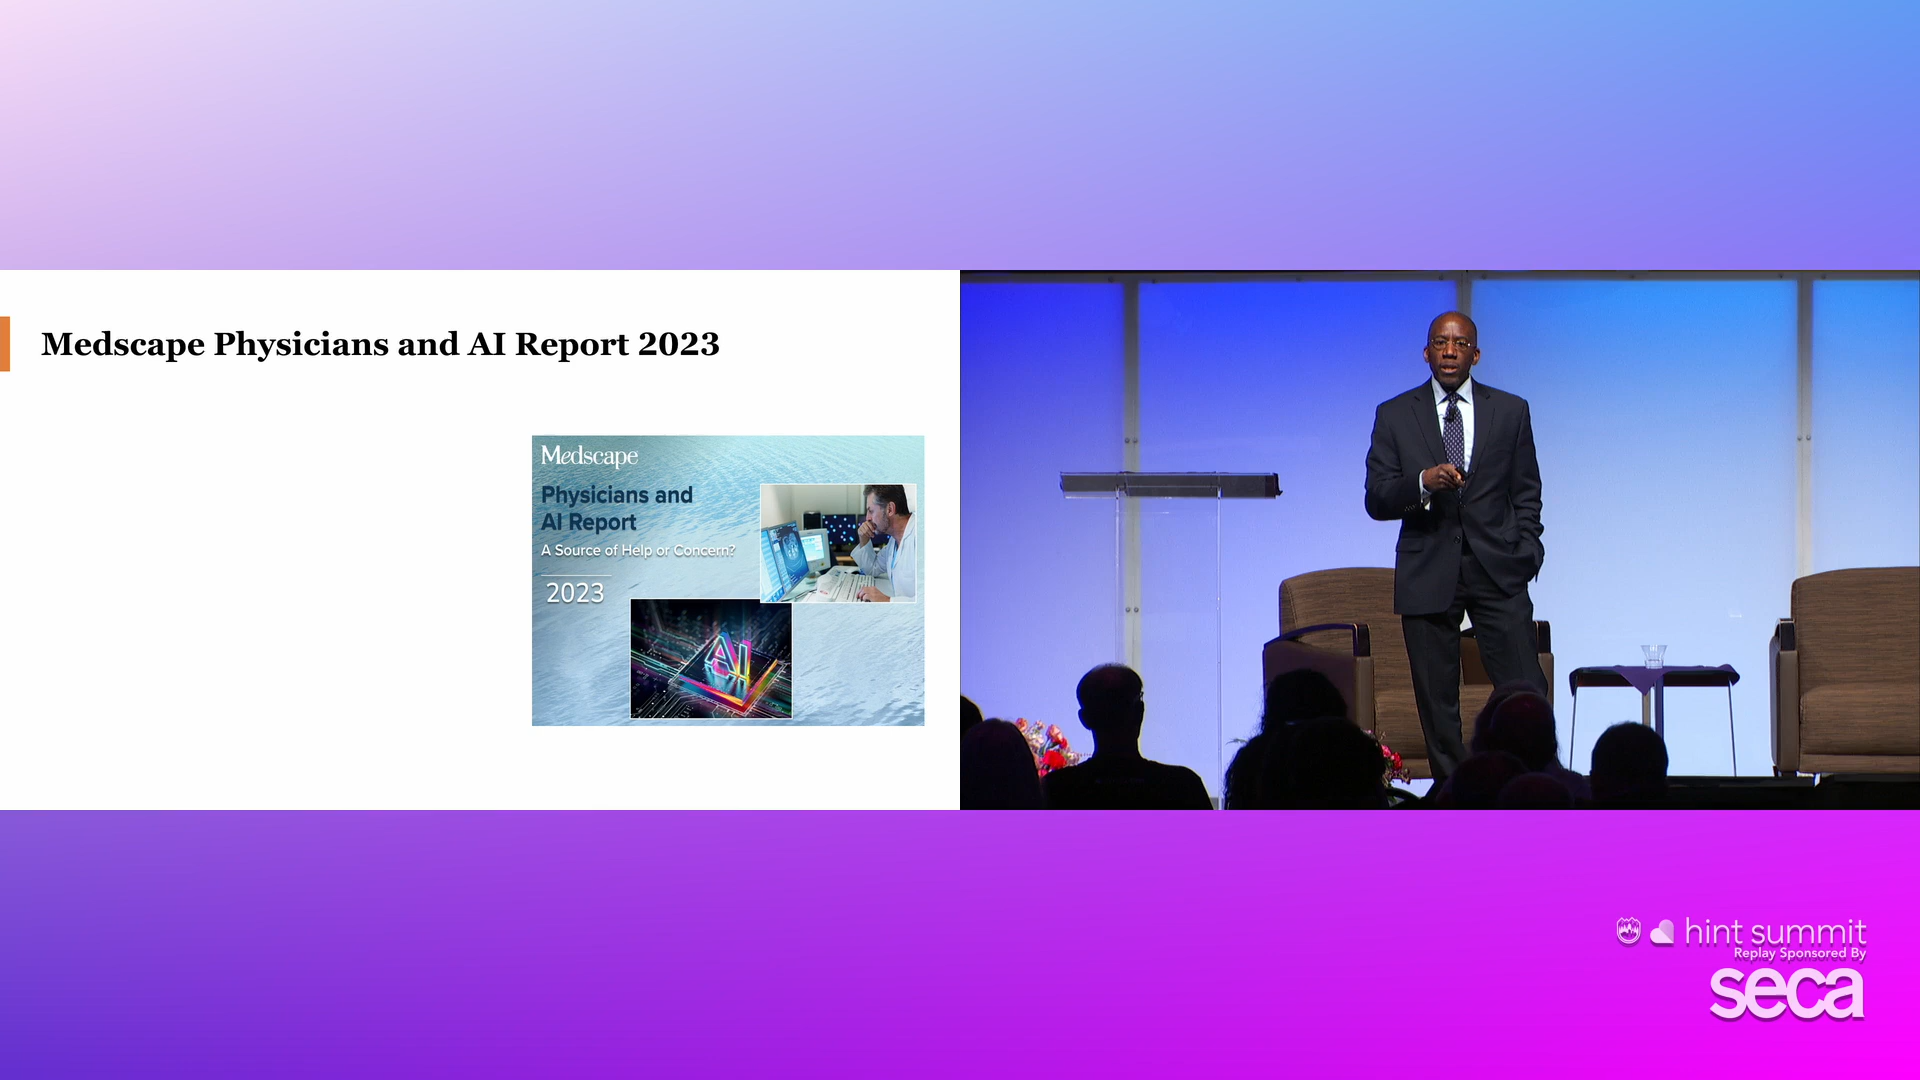 Medscape Physicians and AI Report 2023
Medscape
Physicians and
AI Report
A Source of Help or Concern?
2023
AI
hint summit
Replay Sponsored By
seca